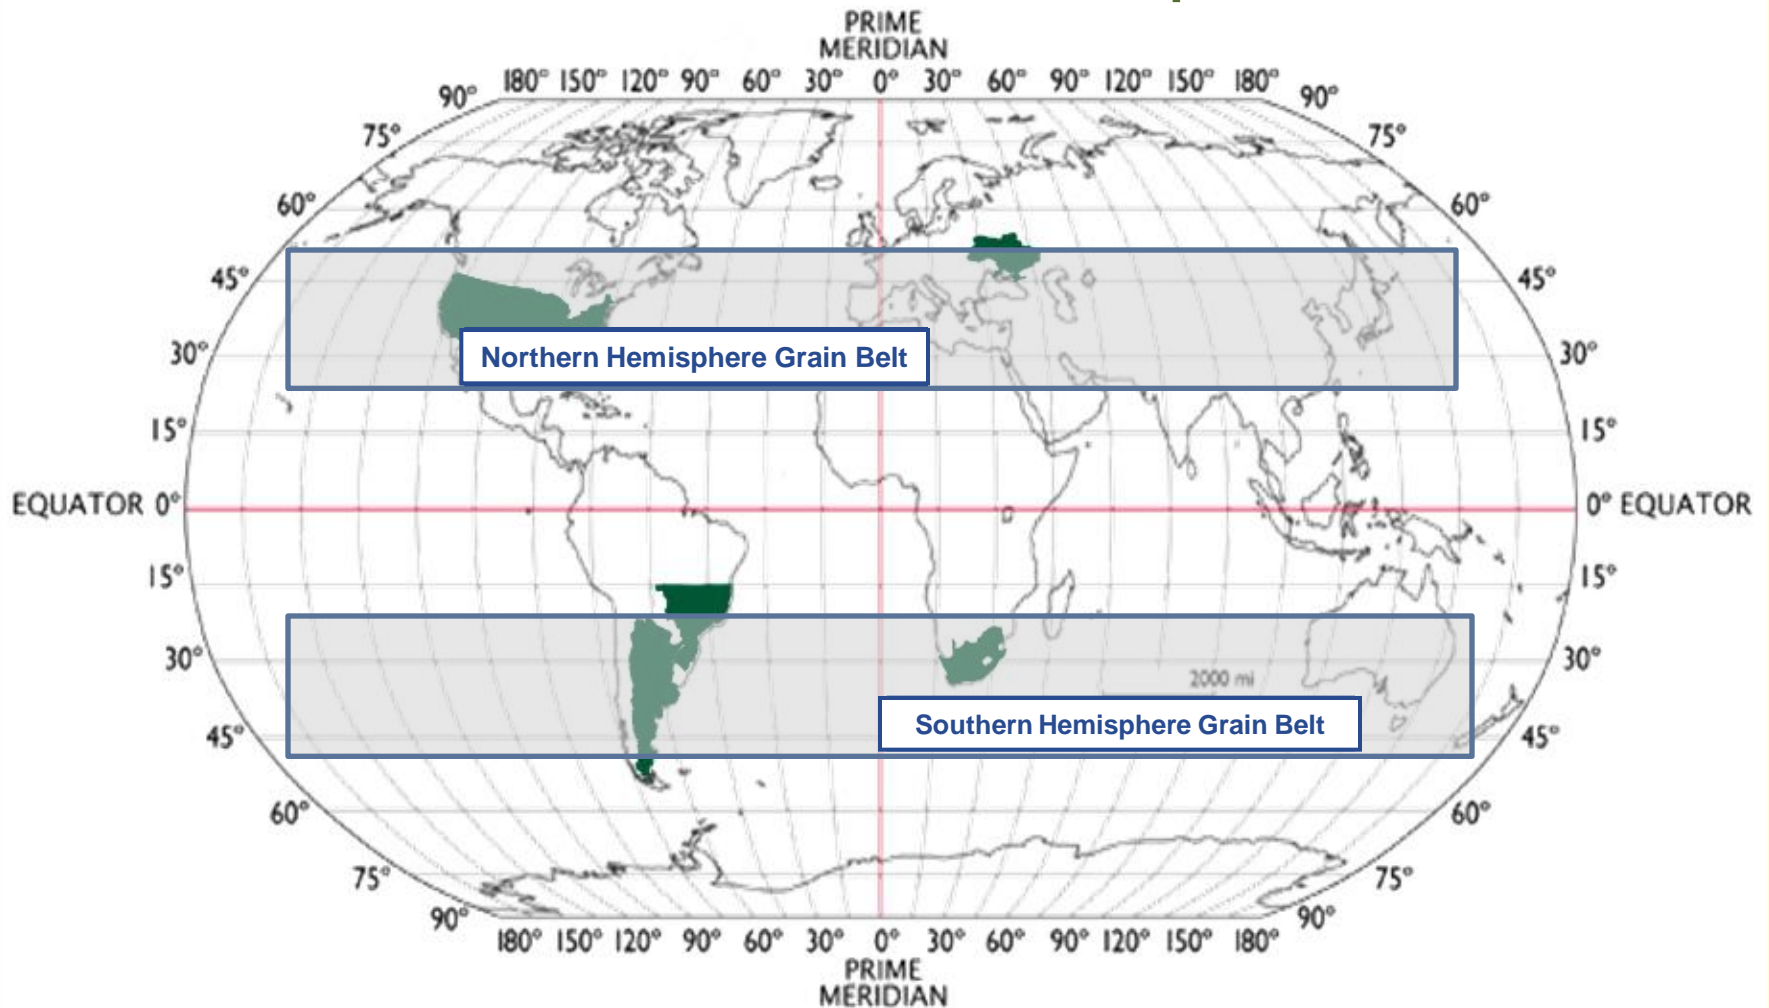 PRIME
MERIDIAN
180° 150° 120° 90° 60° 30° 0° 30° 60° 90° 120° 150° 180°
90° 90°
75° 75°
60° 60°
45° 45°
Northern Hemisphere Grain Belt
30° 30°
15° 15°
EQUATOR 0° 0° EQUATOR
15° 15°
30° 30°
2000 mi
Southern Hemisphere Grain Belt
45° 45°
60° 60°
75° 75°
90° 90°
180° 150° 120° 90° 60° 30° 0° 30° 60° 90° 120° 150° 180°
PRIME
MERIDIAN